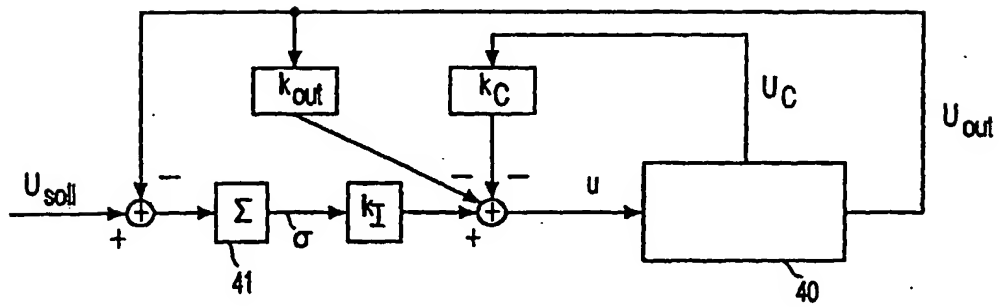 k_out
k_C
U_C
U_out
U_soll
−
−
−
+
Σ
σ
k_I
+
+
+
u
41
40